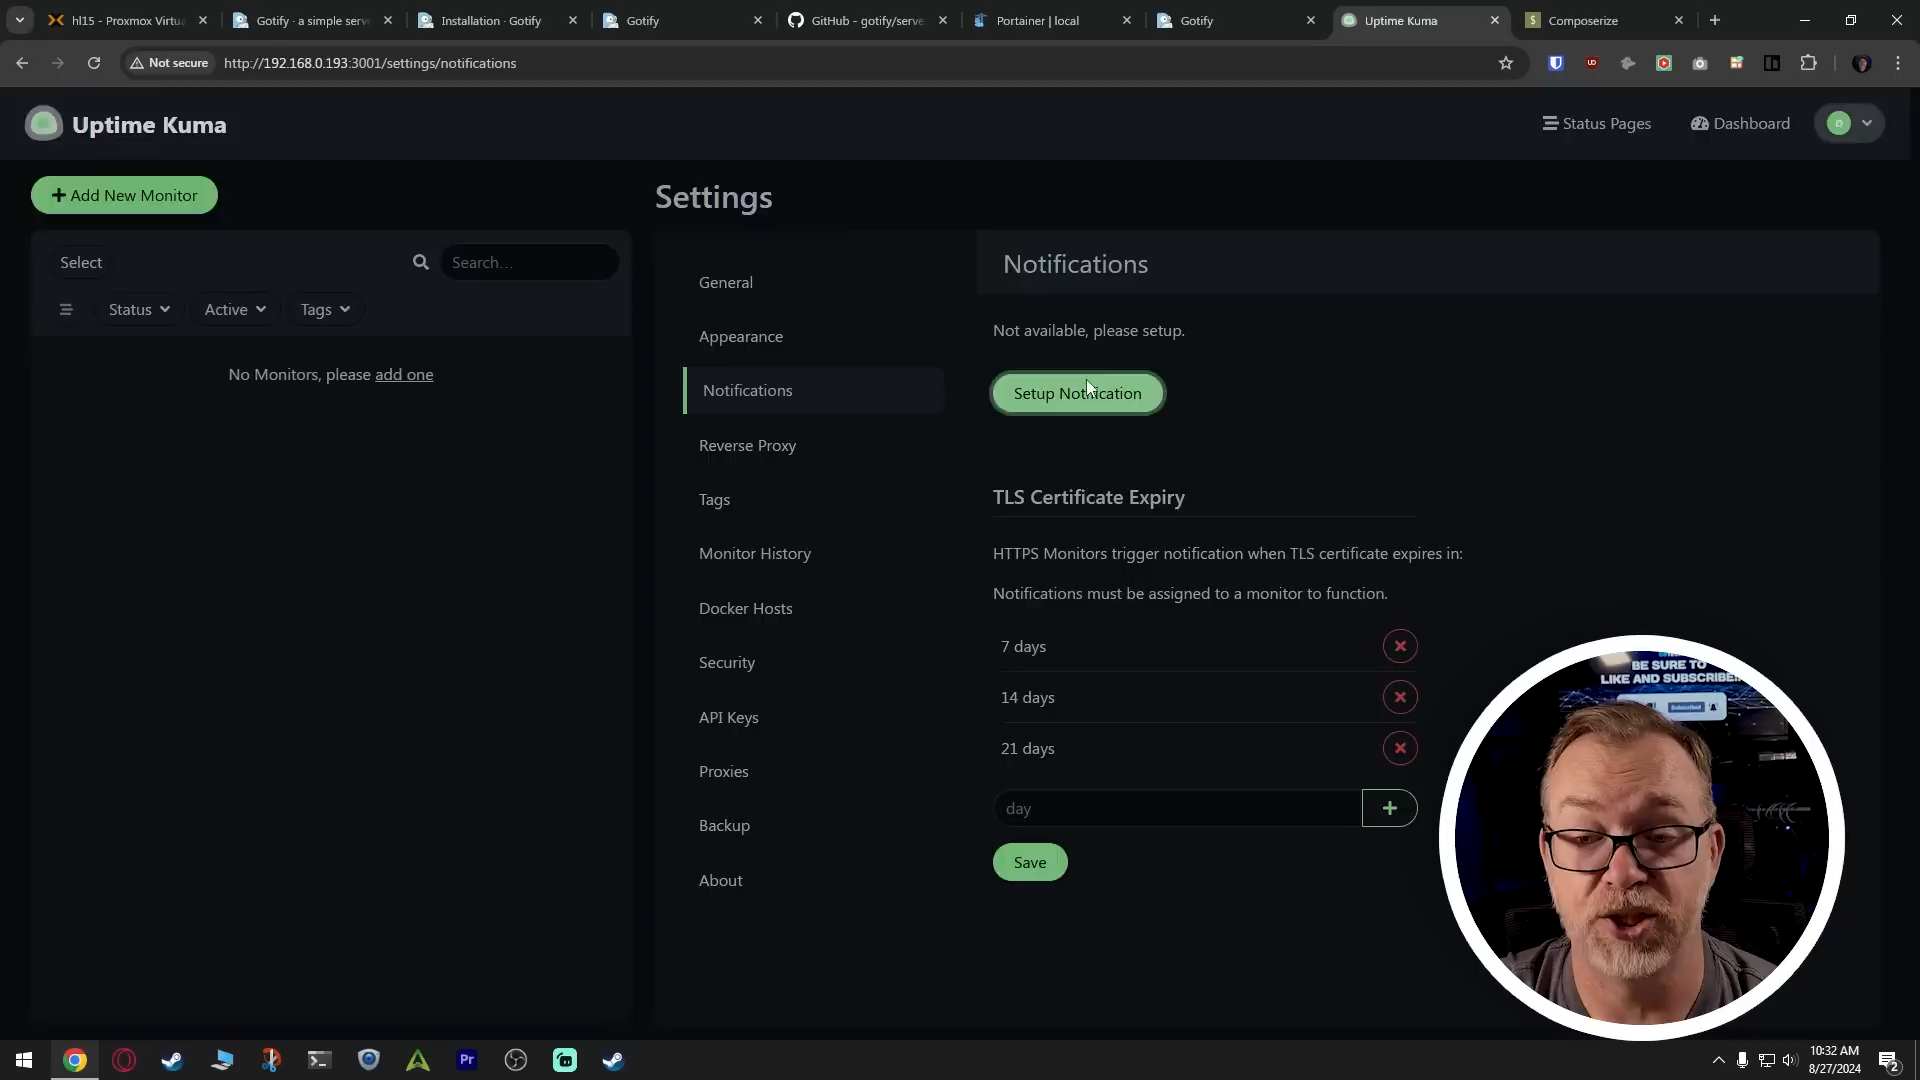 hl15 - Proxmox Virtu
Gotify · a simple serve
Installation · Gotify
Gotify
GitHub - gotify/serve
Portainer | local
Gotify
Uptime Kuma
Composerize
Not secure
http://192.168.0.193:3001/settings/notifications
Uptime Kuma
Status Pages
Dashboard
D
Add New Monitor
Settings
Select
Search...
Status
Active
Tags
No Monitors, please add one
General
Appearance
Notifications
Reverse Proxy
Tags
Monitor History
Docker Hosts
Security
API Keys
Proxies
Backup
About
Notifications
Not available, please setup.
Setup Notification
TLS Certificate Expiry
HTTPS Monitors trigger notification when TLS certificate expires in:
Notifications must be assigned to a monitor to function.
7 days
14 days
21 days
day
Save
BE SURE TO
LIKE AND SUBSCRIBE
Subscribed
Pr
10:32 AM
8/27/2024
2